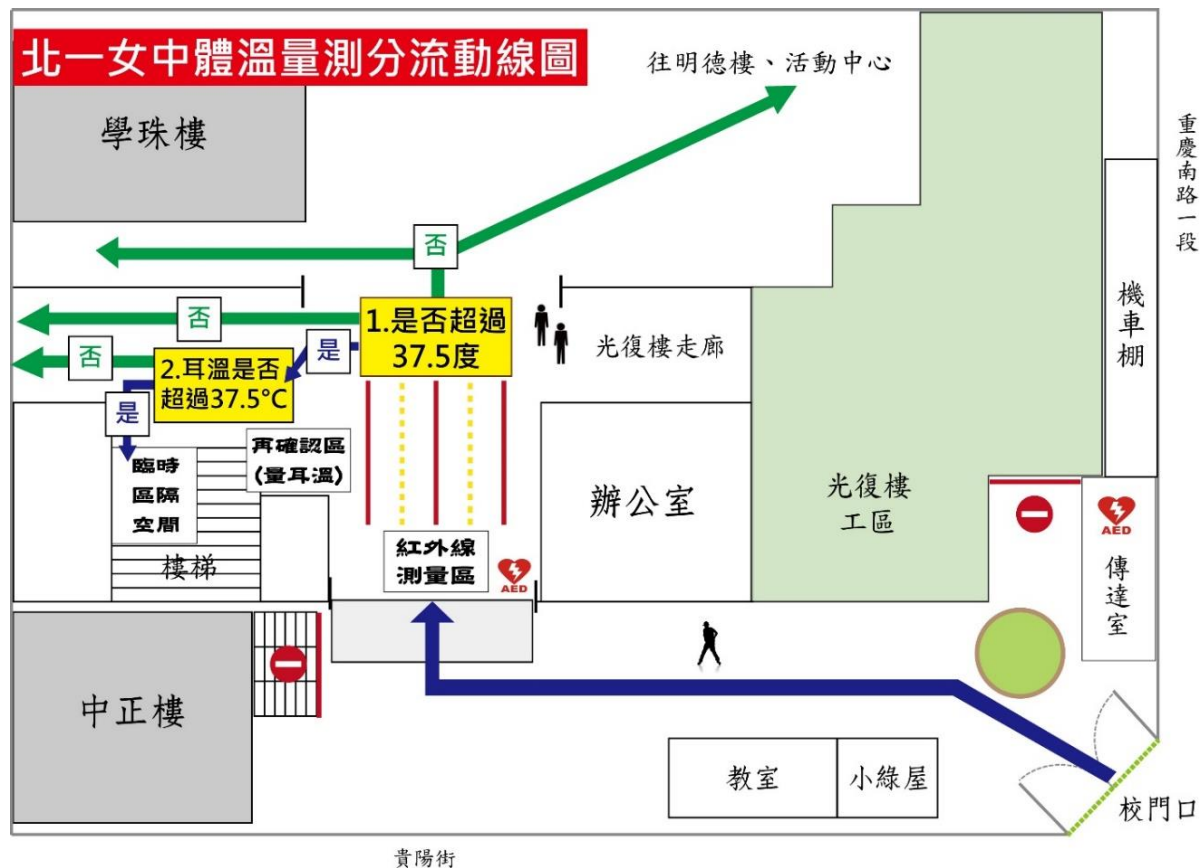 北一女中體溫量測分流動線圖
往明德樓、活動中心
學珠樓
重慶南路一段
否
機車棚
否
1.是否超過
37.5度
光復樓走廊
是
否
2.耳溫是否
超過37.5°C
是
再確認區
(量耳溫)
臨時
區隔
空間
辦公室
光復樓
工區
樓梯
紅外線
測量區
AED
AED
傳達室
中正樓
教室
小綠屋
校門口
貴陽街